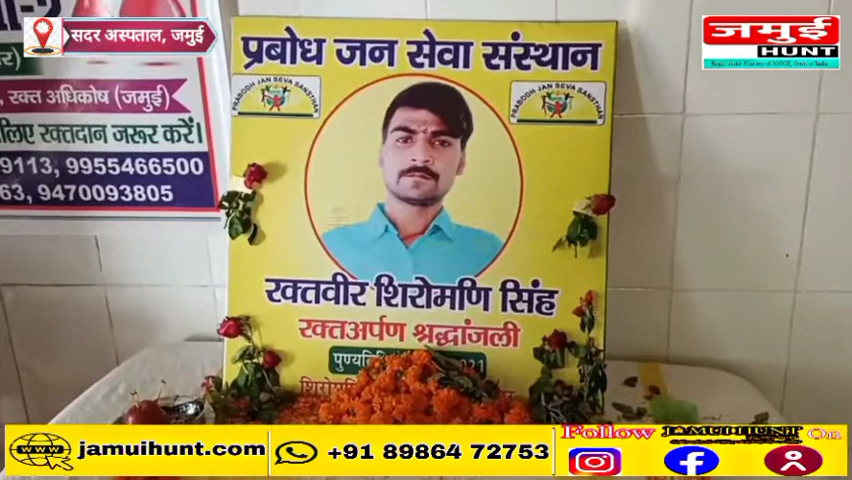 सदर अस्पताल, जमुई
जमुई
HUNT
प्रबोध जन सेवा संस्थान
PRABODH JAN SEVA SANSTHAN
PRABODH JAN SEVA SANSTHAN
रक्त अधिकोष (जमुई)
लिए रक्तदान जरूर करें।
9113, 9955466500
63, 9470093805
रक्तवीर शिरोमणि सिंह
रक्तअर्पण श्रद्धांजली
jamuihunt.com
+91 89864 72753
Follow JAMUIHUNT On